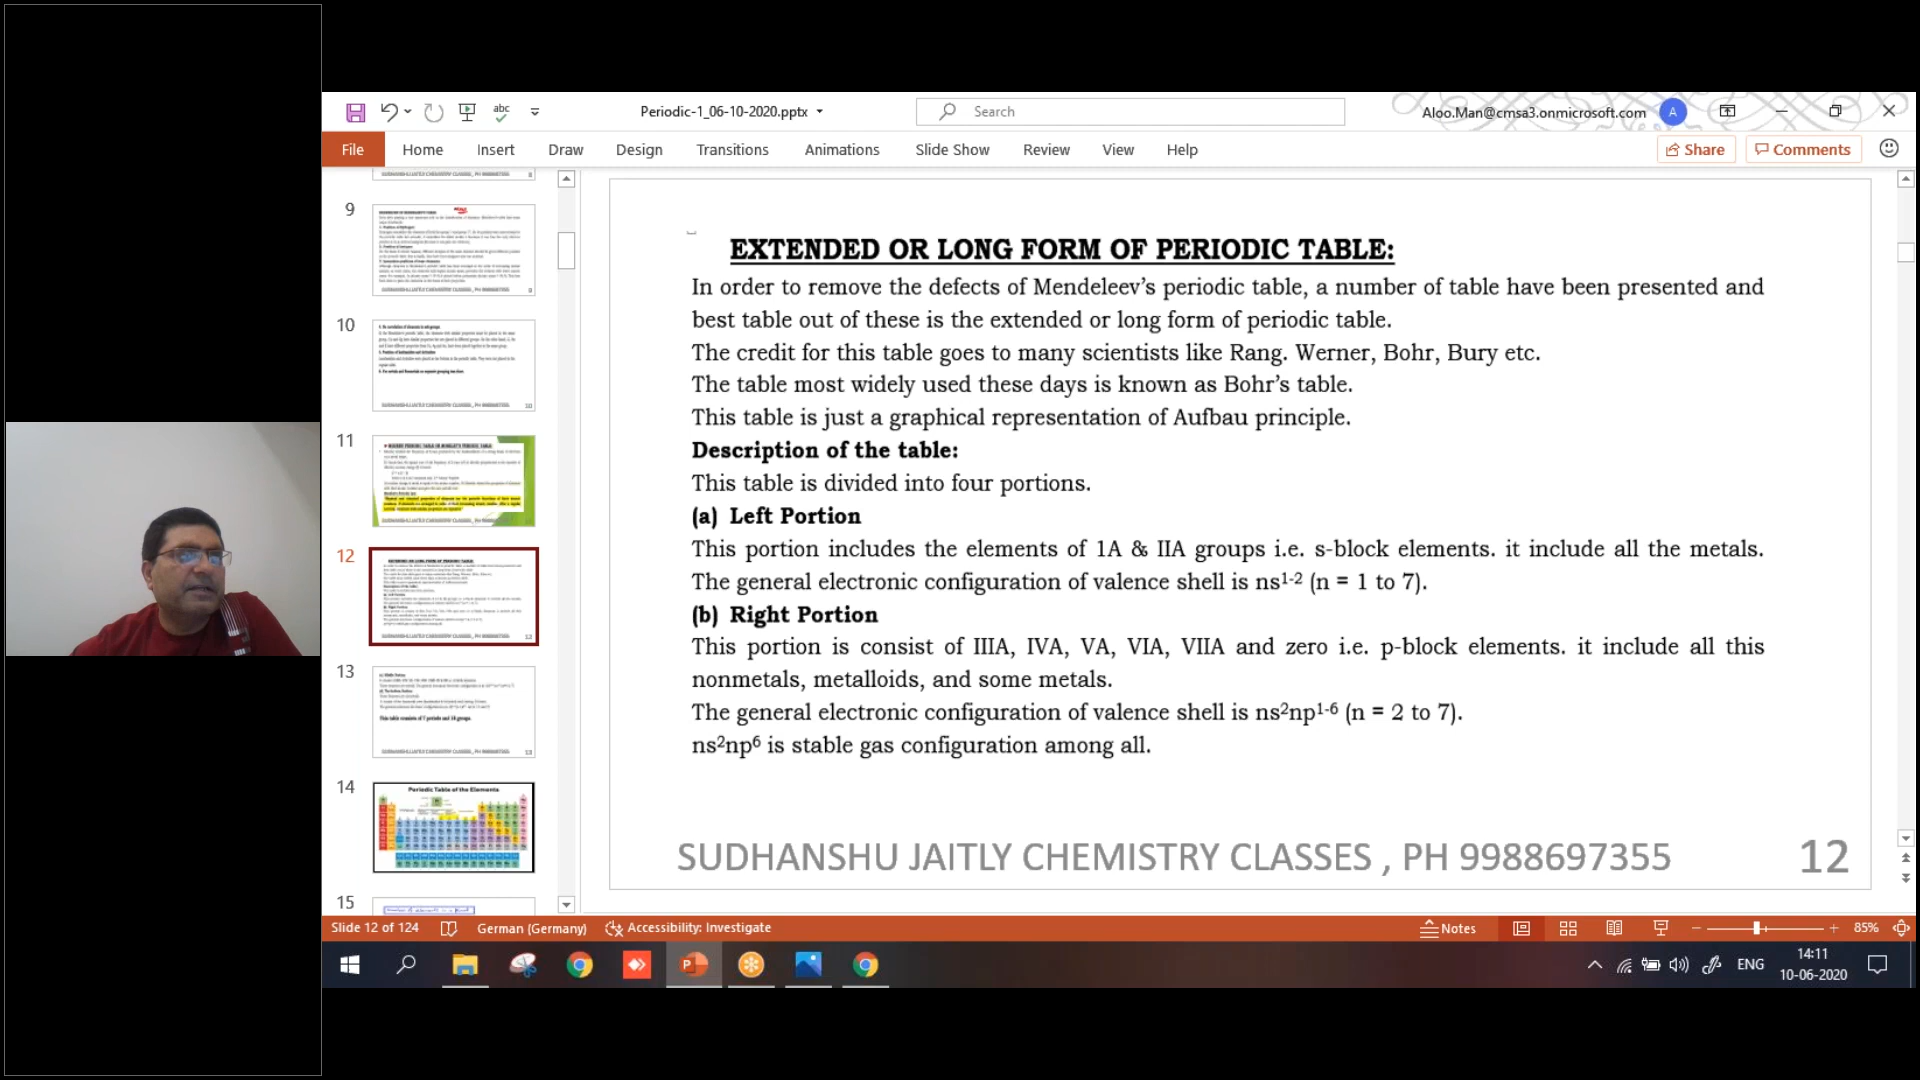 abc
Periodic-1_06-10-2020.pptx
Search
Aloo.Man@cmsa3.onmicrosoft.com
A
File
Home
Insert
Draw
Design
Transitions
Animations
Slide Show
Review
View
Help
Share
Comments
9
10
11
12
13
14
Periodic Table of the Elements
15
EXTENDED OR LONG FORM OF PERIODIC TABLE:
In order to remove the defects of Mendeleev’s periodic table, a number of table have been presented and
best table out of these is the extended or long form of periodic table.
The credit for this table goes to many scientists like Rang. Werner, Bohr, Bury etc.
The table most widely used these days is known as Bohr’s table.
This table is just a graphical representation of Aufbau principle.
Description of the table:
This table is divided into four portions.
(a) Left Portion
This portion includes the elements of 1A & IIA groups i.e. s-block elements. it include all the metals.
The general electronic configuration of valence shell is ns¹⁻² (n = 1 to 7).
(b) Right Portion
This portion is consist of IIIA, IVA, VA, VIA, VIIA and zero i.e. p-block elements. it include all this
nonmetals, metalloids, and some metals.
The general electronic configuration of valence shell is ns²np¹⁻⁶ (n = 2 to 7).
ns²np⁶ is stable gas configuration among all.
SUDHANSHU JAITLY CHEMISTRY CLASSES , PH 9988697355
12
Slide 12 of 124
German (Germany)
Accessibility: Investigate
Notes
85%
ENG
14:11
10-06-2020